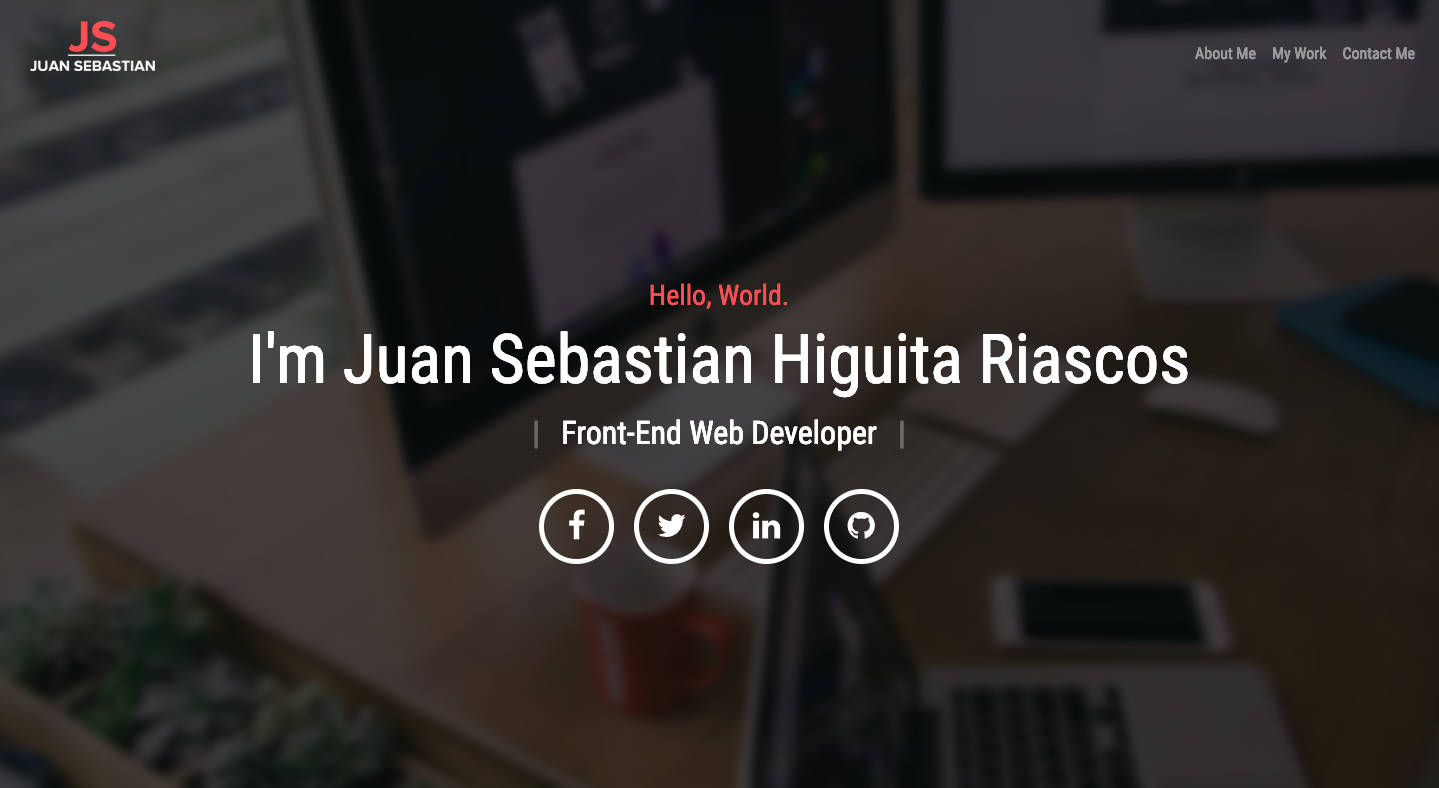 JS
JUAN SEBASTIAN
About Me My Work Contact Me
Hello, World.
I'm Juan Sebastian Higuita Riascos
| Front-End Web Developer |